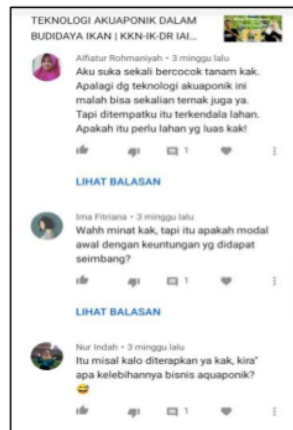 TEKNOLOGI AKUAPONIK DALAM
BUDIDAYA IKAN | KKN-IK-DR IAI...
Alfiatur Rohmaniyah • 3 minggu lalu
Aku suka sekali bercocok tanam kak.
Apalagi dg teknologi akuaponik ini
malah bisa sekalian ternak juga ya.
Tapi ditempatku itu terkendala lahan.
Apakah itu perlu lahan yg luas kak!
1
LIHAT BALASAN
Ima Fitriana • 3 minggu lalu
Wahh minat kak, tapi itu apakah modal
awal dengan keuntungan yg didapat
seimbang?
1
LIHAT BALASAN
Nur Indah • 3 minggu lalu
Itu misal kalo diterapkan ya kak, kira"
apa kelebihannya bisnis aquaponik?
😅
1